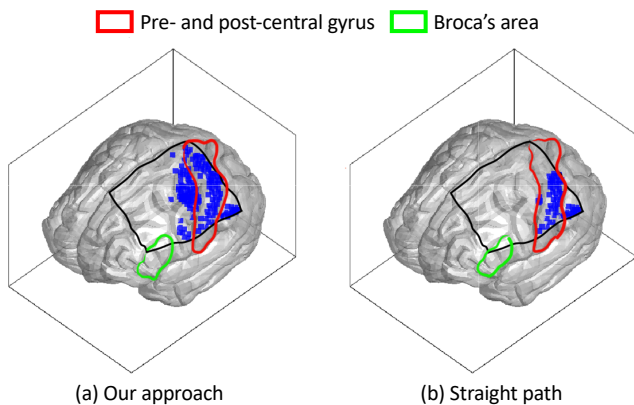 Pre- and post-central gyrus Broca’s area
(a) Our approach (b) Straight path